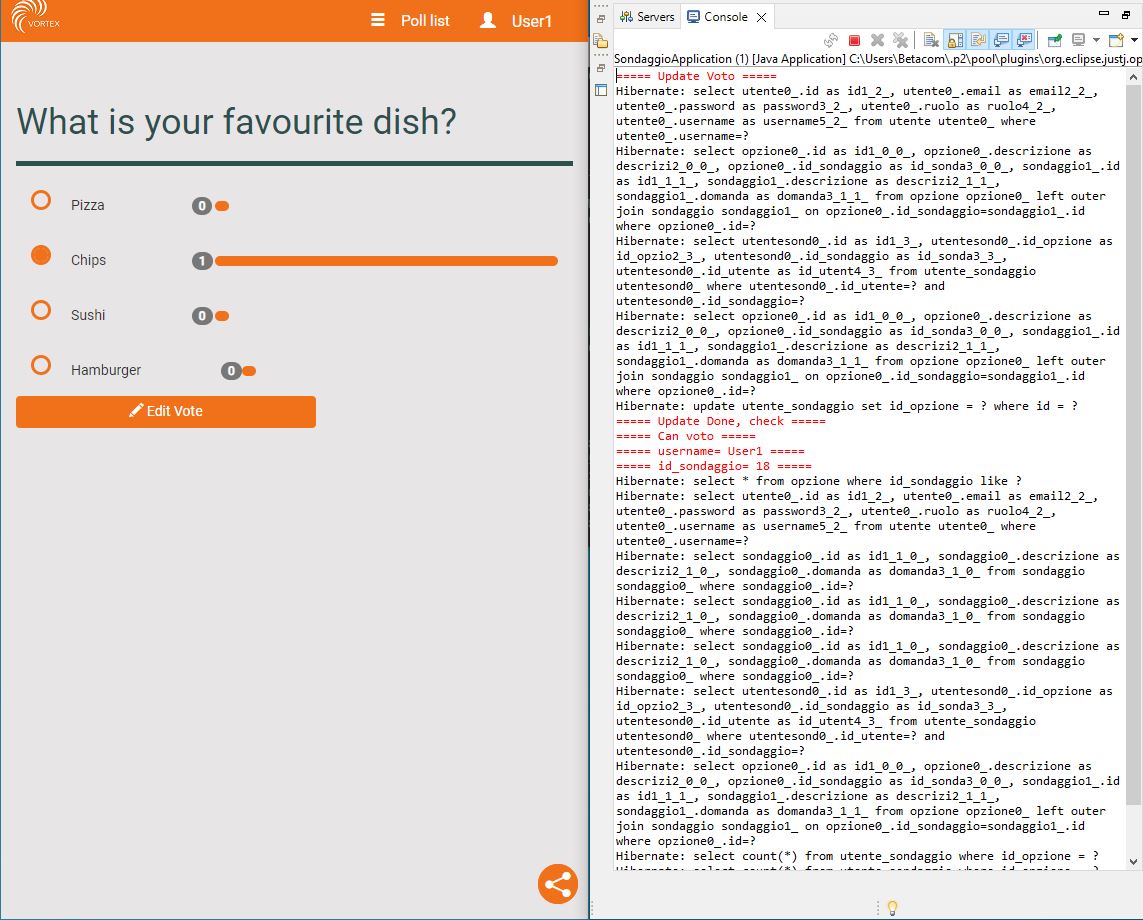 VORTEX
Poll list
User1
What is your favourite dish?
Pizza 0
Chips 1
Sushi 0
Hamburger 0
Edit Vote
Servers Console
SondaggioApplication (1) [Java Application] C:\Users\Betacom\.p2\pool\plugins\org.eclipse.justj.op
===== Update Voto =====
Hibernate: select utente0_.id as id1_2_, utente0_.email as email2_2_,
utente0_.password as password3_2_, utente0_.ruolo as ruolo4_2_,
utente0_.username as username5_2_ from utente utente0_ where
utente0_.username=?
Hibernate: select opzione0_.id as id1_0_0_, opzione0_.descrizione as
descrizi2_0_0_, opzione0_.id_sondaggio as id_sonda3_0_0_, sondaggio1_.id
as id1_1_1_, sondaggio1_.descrizione as descrizi2_1_1_,
sondaggio1_.domanda as domanda3_1_1_ from opzione opzione0_ left outer
join sondaggio sondaggio1_ on opzione0_.id_sondaggio=sondaggio1_.id
where opzione0_.id=?
Hibernate: select utentesond0_.id as id1_3_, utentesond0_.id_opzione as
id_opzio2_3_, utentesond0_.id_sondaggio as id_sonda3_3_,
utentesond0_.id_utente as id_utent4_3_ from utente_sondaggio
utentesond0_ where utentesond0_.id_utente=? and
utentesond0_.id_sondaggio=?
Hibernate: select opzione0_.id as id1_0_0_, opzione0_.descrizione as
descrizi2_0_0_, opzione0_.id_sondaggio as id_sonda3_0_0_, sondaggio1_.id
as id1_1_1_, sondaggio1_.descrizione as descrizi2_1_1_,
sondaggio1_.domanda as domanda3_1_1_ from opzione opzione0_ left outer
join sondaggio sondaggio1_ on opzione0_.id_sondaggio=sondaggio1_.id
where opzione0_.id=?
Hibernate: update utente_sondaggio set id_opzione = ? where id = ?
===== Update Done, check =====
===== Can voto =====
===== username= User1 =====
===== id_sondaggio= 18 =====
Hibernate: select * from opzione where id_sondaggio like ?
Hibernate: select utente0_.id as id1_2_, utente0_.email as email2_2_,
utente0_.password as password3_2_, utente0_.ruolo as ruolo4_2_,
utente0_.username as username5_2_ from utente utente0_ where
utente0_.username=?
Hibernate: select sondaggio0_.id as id1_1_0_, sondaggio0_.descrizione as
descrizi2_1_0_, sondaggio0_.domanda as domanda3_1_0_ from sondaggio
sondaggio0_ where sondaggio0_.id=?
Hibernate: select sondaggio0_.id as id1_1_0_, sondaggio0_.descrizione as
descrizi2_1_0_, sondaggio0_.domanda as domanda3_1_0_ from sondaggio
sondaggio0_ where sondaggio0_.id=?
Hibernate: select sondaggio0_.id as id1_1_0_, sondaggio0_.descrizione as
descrizi2_1_0_, sondaggio0_.domanda as domanda3_1_0_ from sondaggio
sondaggio0_ where sondaggio0_.id=?
Hibernate: select utentesond0_.id as id1_3_, utentesond0_.id_opzione as
id_opzio2_3_, utentesond0_.id_sondaggio as id_sonda3_3_,
utentesond0_.id_utente as id_utent4_3_ from utente_sondaggio
utentesond0_ where utentesond0_.id_utente=? and
utentesond0_.id_sondaggio=?
Hibernate: select opzione0_.id as id1_0_0_, opzione0_.descrizione as
descrizi2_0_0_, opzione0_.id_sondaggio as id_sonda3_0_0_, sondaggio1_.id
as id1_1_1_, sondaggio1_.descrizione as descrizi2_1_1_,
sondaggio1_.domanda as domanda3_1_1_ from opzione opzione0_ left outer
join sondaggio sondaggio1_ on opzione0_.id_sondaggio=sondaggio1_.id
where opzione0_.id=?
Hibernate: select count(*) from utente_sondaggio where id_opzione = ?